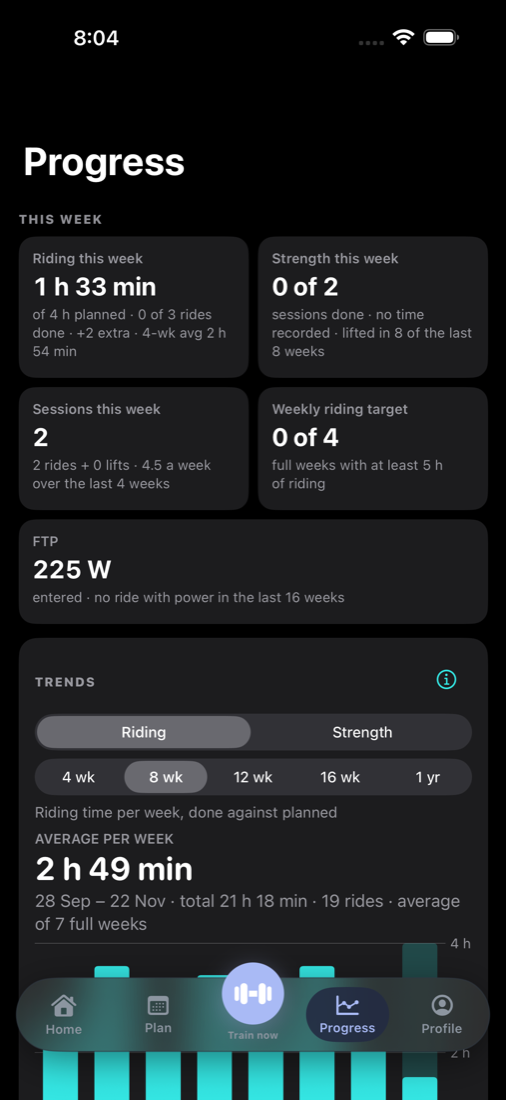 8:04
Progress
THIS WEEK
Riding this week
1 h 33 min
of 4 h planned · 0 of 3 rides
done · +2 extra · 4-wk avg 2 h
54 min
Strength this week
0 of 2
sessions done · no time
recorded · lifted in 8 of the last
8 weeks
Sessions this week
2
2 rides + 0 lifts · 4.5 a week
over the last 4 weeks
Weekly riding target
0 of 4
full weeks with at least 5 h
of riding
FTP
225 W
entered · no ride with power in the last 16 weeks
TRENDS
Riding
Strength
4 wk
8 wk
12 wk
16 wk
1 yr
Riding time per week, done against planned
AVERAGE PER WEEK
2 h 49 min
28 Sep – 22 Nov · total 21 h 18 min · 19 rides · average
of 7 full weeks
4 h
2 h
Home
Plan
Train now
Progress
Profile